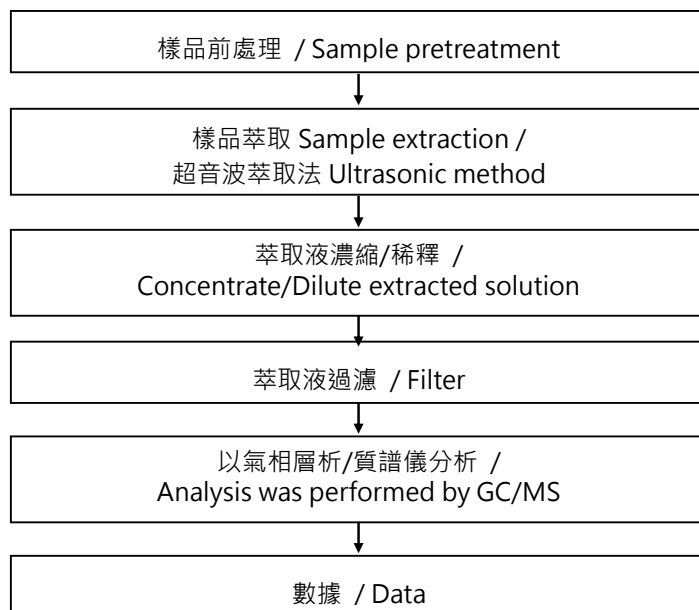 樣品前處理 / Sample pretreatment
樣品萃取 Sample extraction /
超音波萃取法 Ultrasonic method
萃取液濃縮/稀釋 /
Concentrate/Dilute extracted solution
萃取液過濾 / Filter
以氣相層析/質譜儀分析 /
Analysis was performed by GC/MS
數據 / Data